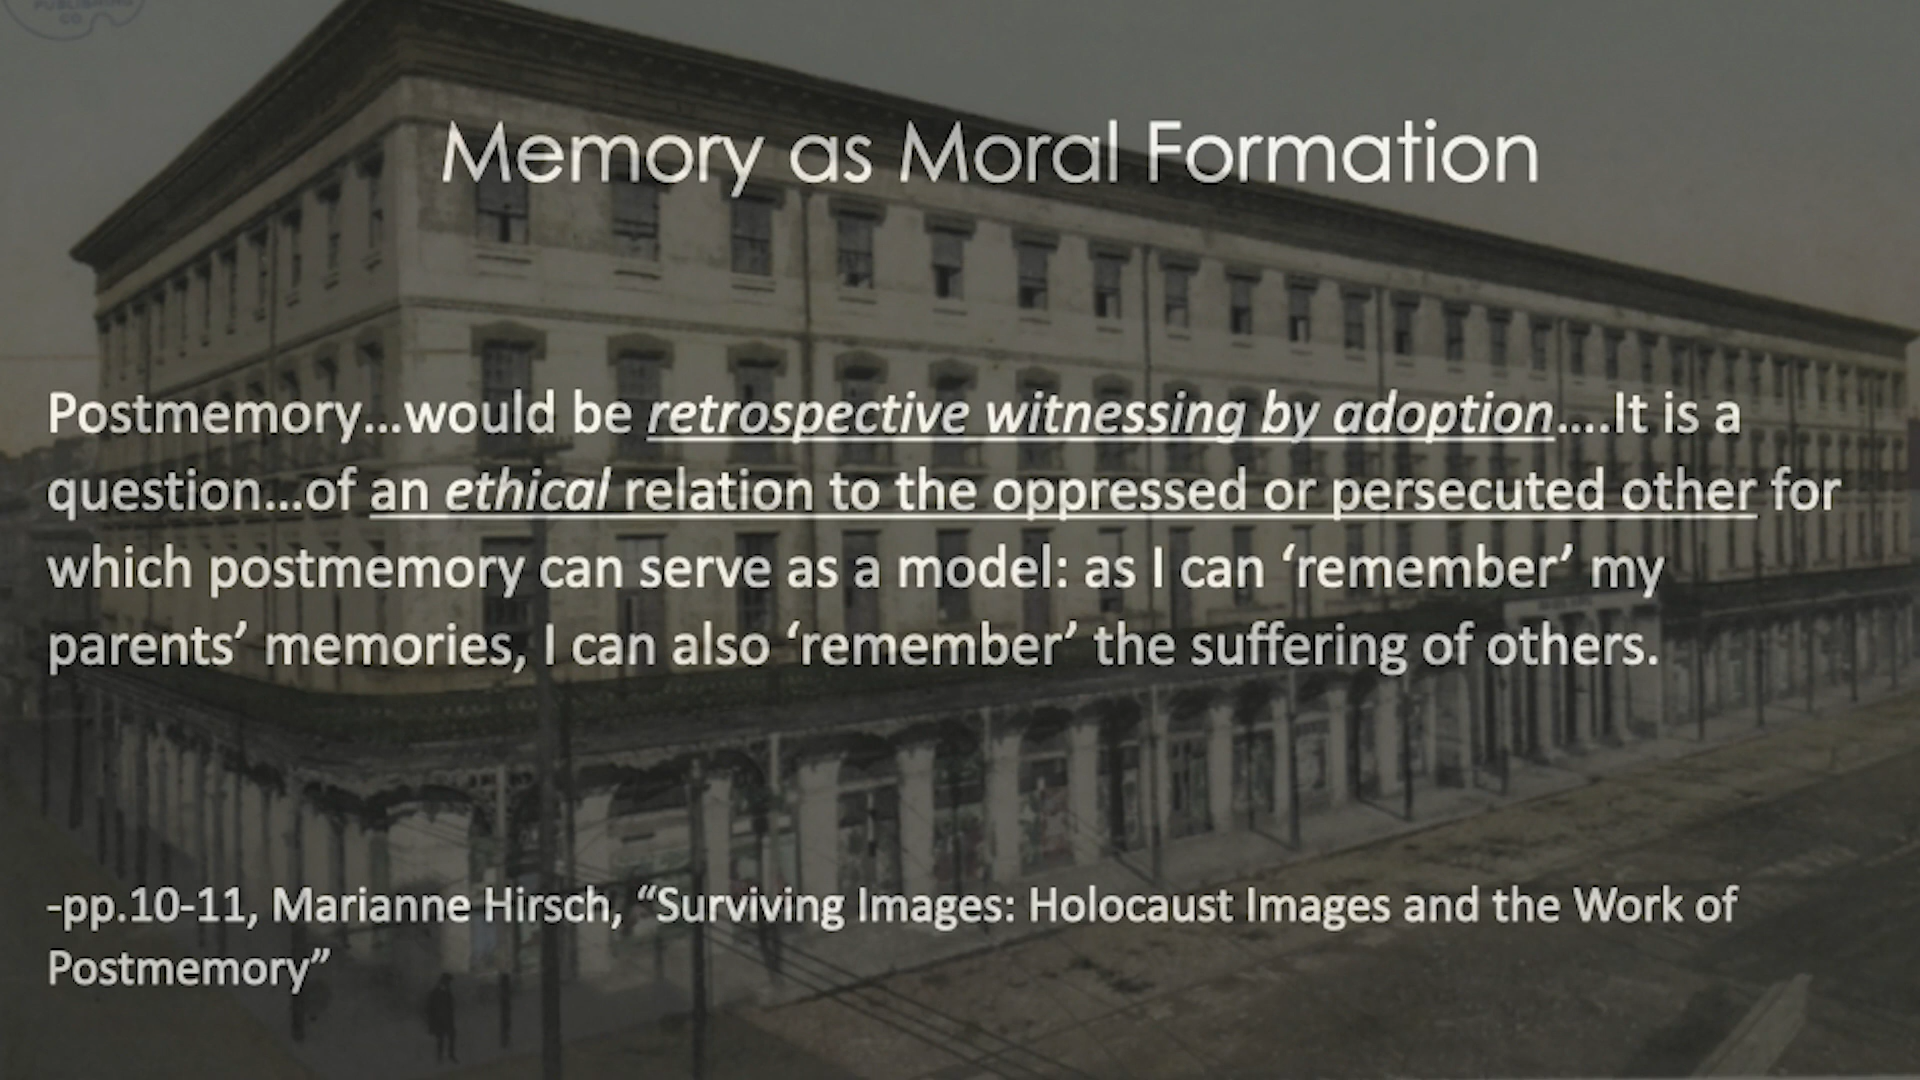 PUBLISHING
CO.
Memory as Moral Formation
Postmemory...would be retrospective witnessing by adoption....It is a
question...of an ethical relation to the oppressed or persecuted other for
which postmemory can serve as a model: as I can ‘remember’ my
parents’ memories, I can also ‘remember’ the suffering of others.
-pp.10-11, Marianne Hirsch, “Surviving Images: Holocaust Images and the Work of
Postmemory”